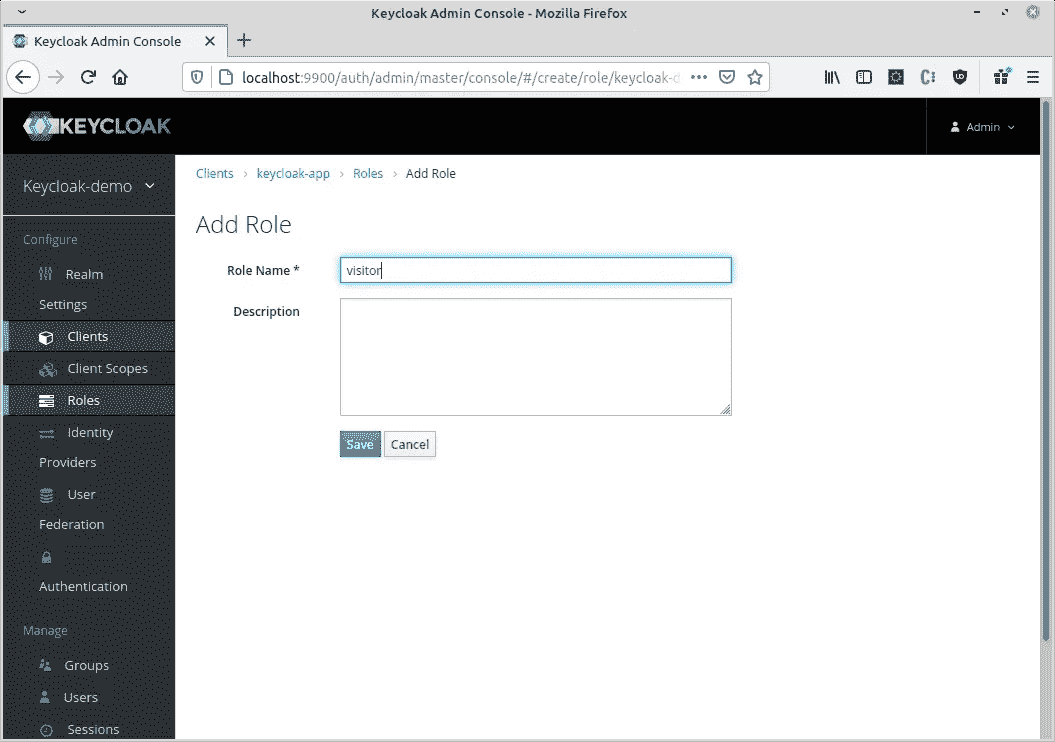 Keycloak Admin Console - Mozilla Firefox
Keycloak Admin Console
localhost:9900/auth/admin/master/console/#/create/role/keycloak-d
KEYCLOAK
Admin
Keycloak-demo
Clients > keycloak-app > Roles > Add Role
Add Role
Role Name *
visitor
Description
Save
Cancel
Configure
Realm
Settings
Clients
Client Scopes
Roles
Identity
Providers
User
Federation
Authentication
Manage
Groups
Users
Sessions